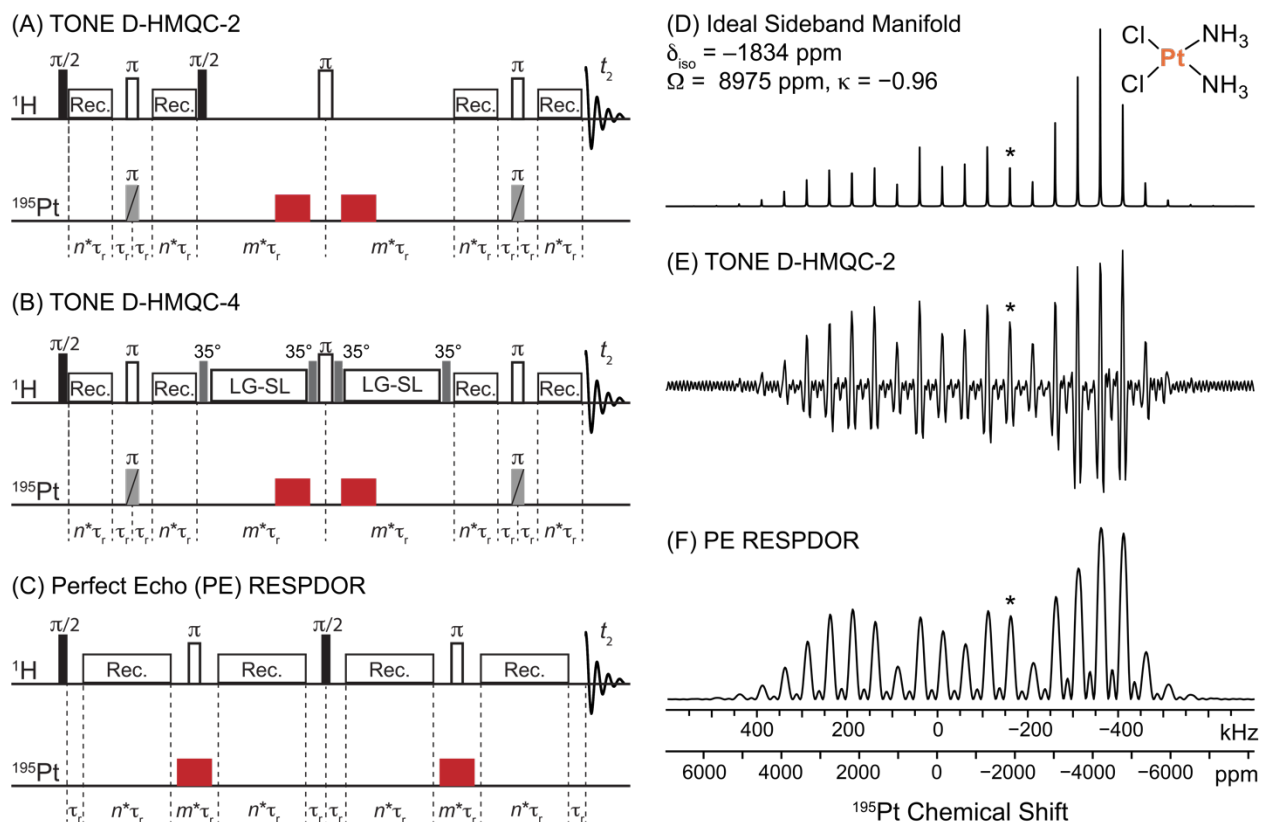 (A) TONE D-HMQC-2
π/2 π π/2 π π t₂
¹H Rec. Rec. Rec. Rec.
π π
¹⁹⁵Pt
n*τᵣ τᵣ τᵣ n*τᵣ m*τᵣ m*τᵣ n*τᵣ τᵣ τᵣ n*τᵣ
(B) TONE D-HMQC-4
π/2 π 35° 35° π 35° 35° π t₂
¹H Rec. Rec. LG-SL LG-SL Rec. Rec.
π π
¹⁹⁵Pt
n*τᵣ τᵣ τᵣ n*τᵣ m*τᵣ m*τᵣ n*τᵣ τᵣ τᵣ n*τᵣ
(C) Perfect Echo (PE) RESPDOR
π/2 π π/2 π t₂
¹H Rec. Rec. Rec. Rec.
¹⁹⁵Pt
τᵣ n*τᵣ m*τᵣ n*τᵣ τᵣ τᵣ n*τᵣ m*τᵣ n*τᵣ τᵣ
(D) Ideal Sideband Manifold
δiso = –1834 ppm
Ω = 8975 ppm, κ = −0.96
Cl NH₃
Pt
Cl NH₃
*
(E) TONE D-HMQC-2
*
(F) PE RESPDOR
*
400 200 0 −200 −400 kHz
6000 4000 2000 0 −2000 −4000 −6000 ppm
¹⁹⁵Pt Chemical Shift